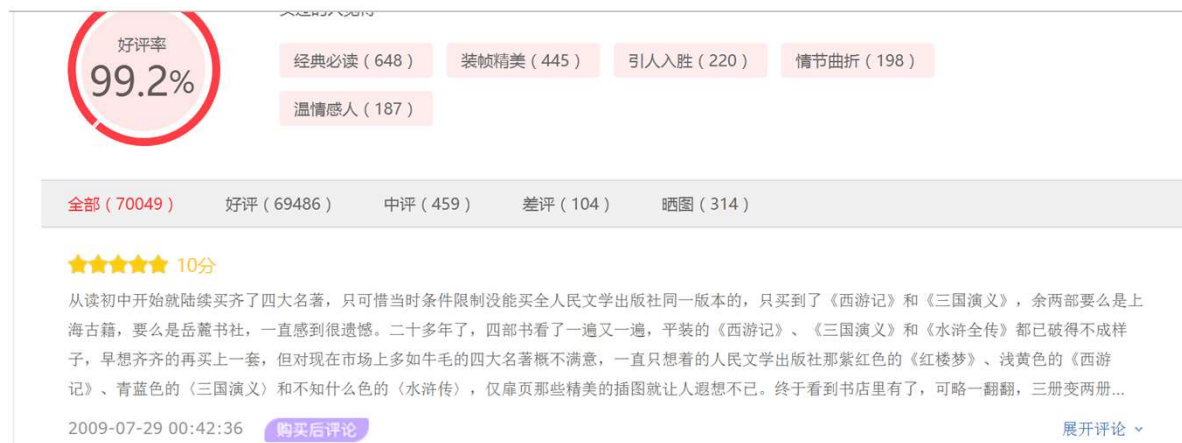 好评率
99.2%
经典必读（648） 装帧精美（445） 引人入胜（220） 情节曲折（198）
温情感人（187）
全部（70049） 好评（69486） 中评（459） 差评（104） 晒图（314）
10分
从读初中开始就陆续买齐了四大名著，只可惜当时条件限制没能买全人民文学出版社同一版本的，只买到了《西游记》和《三国演义》，余两部要么是上
海古籍，要么是岳麓书社，一直感到很遗憾。二十多年了，四部书看了一遍又一遍，平装的《西游记》、《三国演义》和《水浒全传》都已破得不成样
子，早想齐齐的再买上一套，但对现在市场上多如牛毛的四大名著概不满意，一直只想着的人民文学出版社那紫红色的《红楼梦》、浅黄色的《西游
记》、青蓝色的〈三国演义〉和不知什么色的〈水浒传〉，仅扉页那些精美的插图就让人遐想不已。终于看到书店里有了，可略一翻翻，三册变两册...
2009-07-29 00:42:36 购买后评论 展开评论